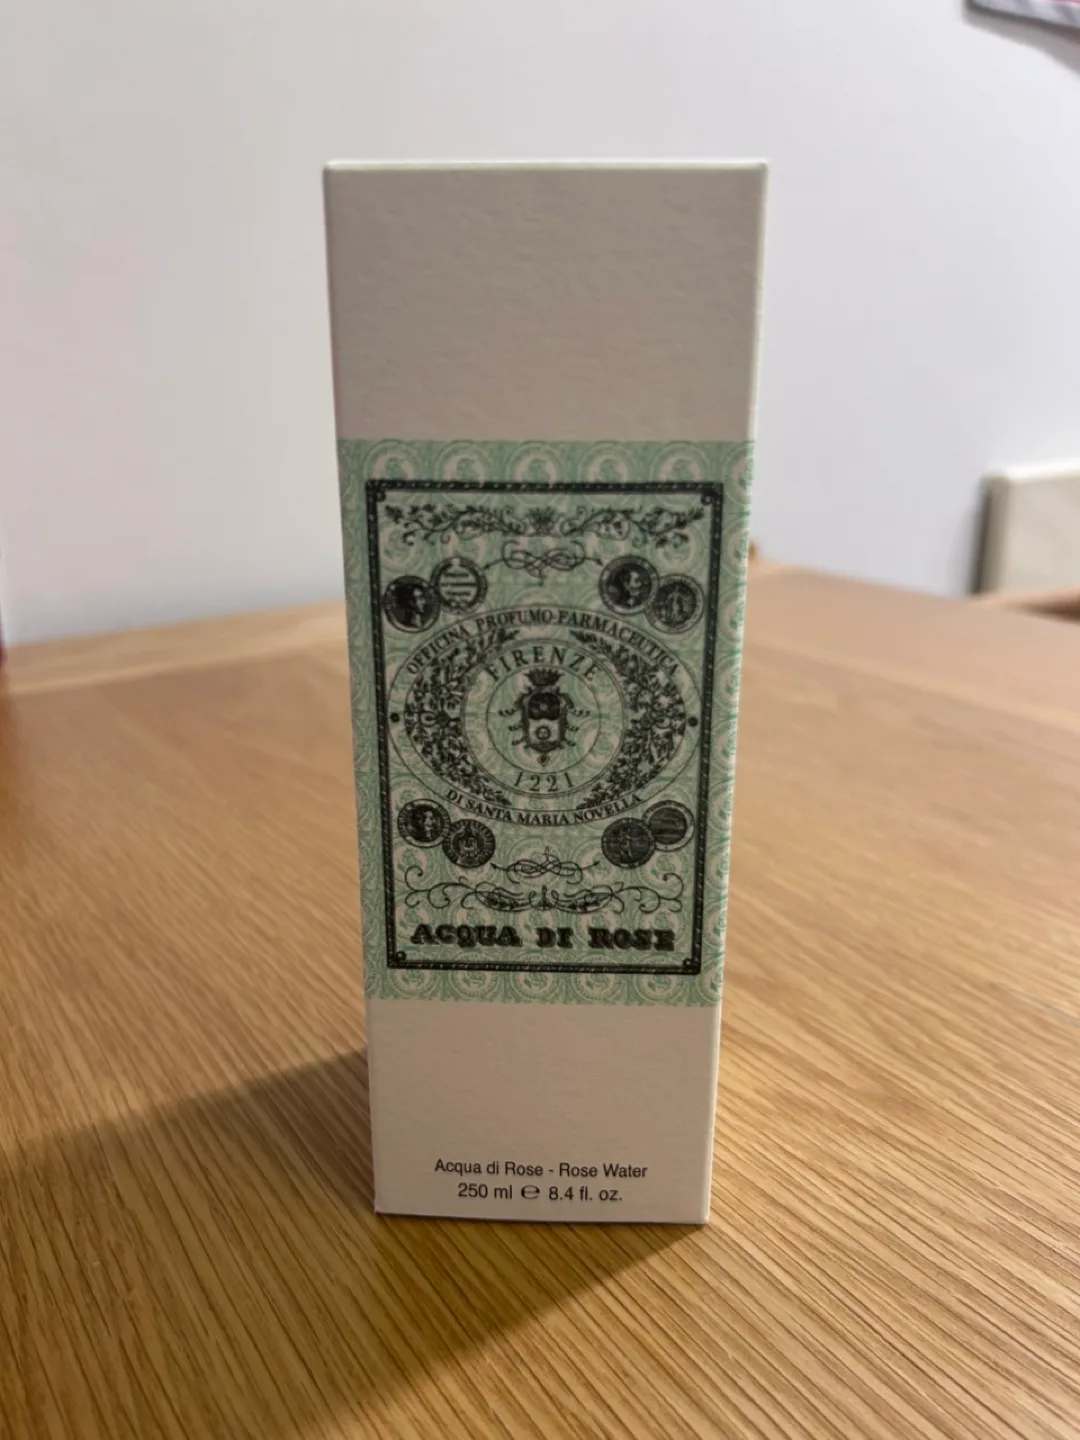 OFFICINA PROFUMO-FARMACEUTICA
FIRENZE
1221
DI SANTA MARIA NOVELLA
ACQUA DI ROSE
Acqua di Rose - Rose Water
250 ml ℮ 8.4 fl. oz.